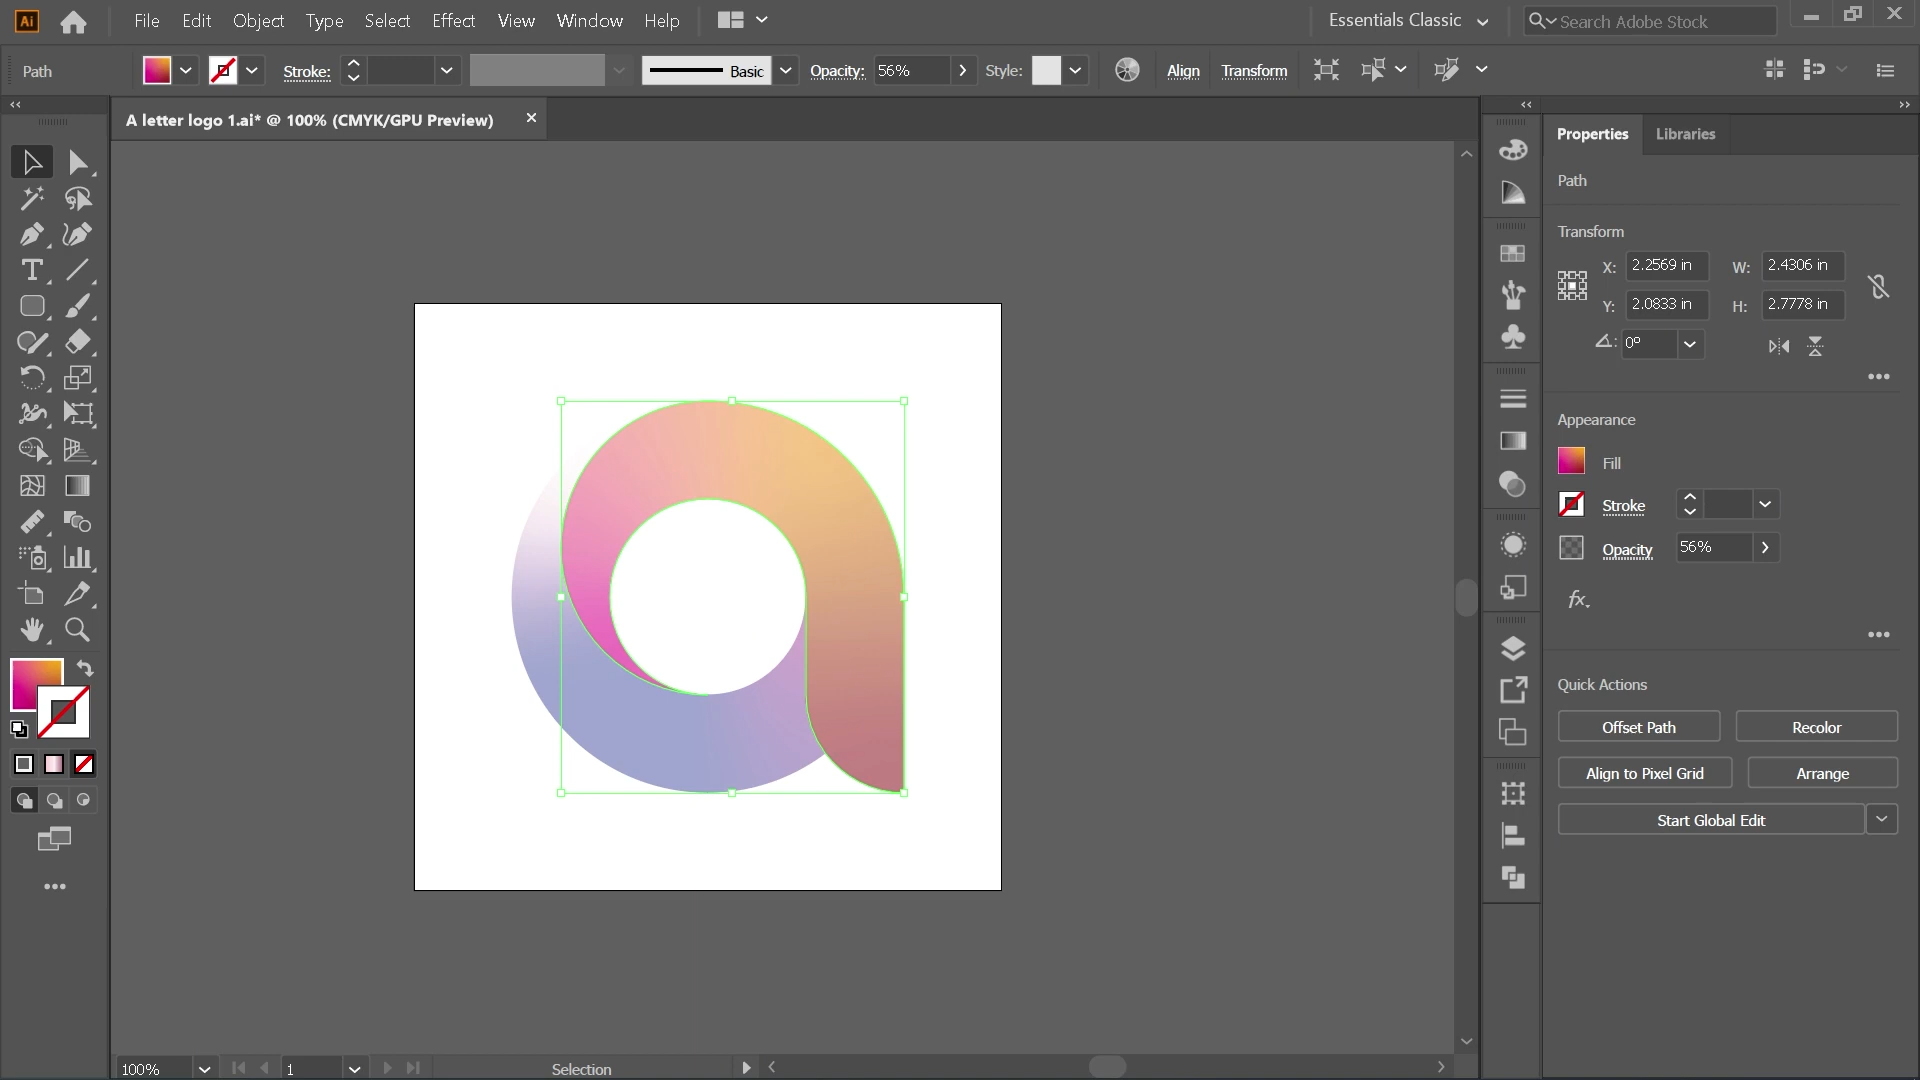 Ai File Edit Object Type Select Effect View Window Help Essentials Classic Search Adobe Stock
Path Stroke: Basic Opacity: 56% Style: Align Transform
A letter logo 1.ai* @ 100% (CMYK/GPU Preview)
Properties Libraries
Path
Transform
X: 2.2569 in W: 2.4306 in
Y: 2.0833 in H: 2.7778 in
0°
Appearance
Fill
Stroke
Opacity 56%
fx.
Quick Actions
Offset Path Recolor
Align to Pixel Grid Arrange
Start Global Edit
100% 1 Selection